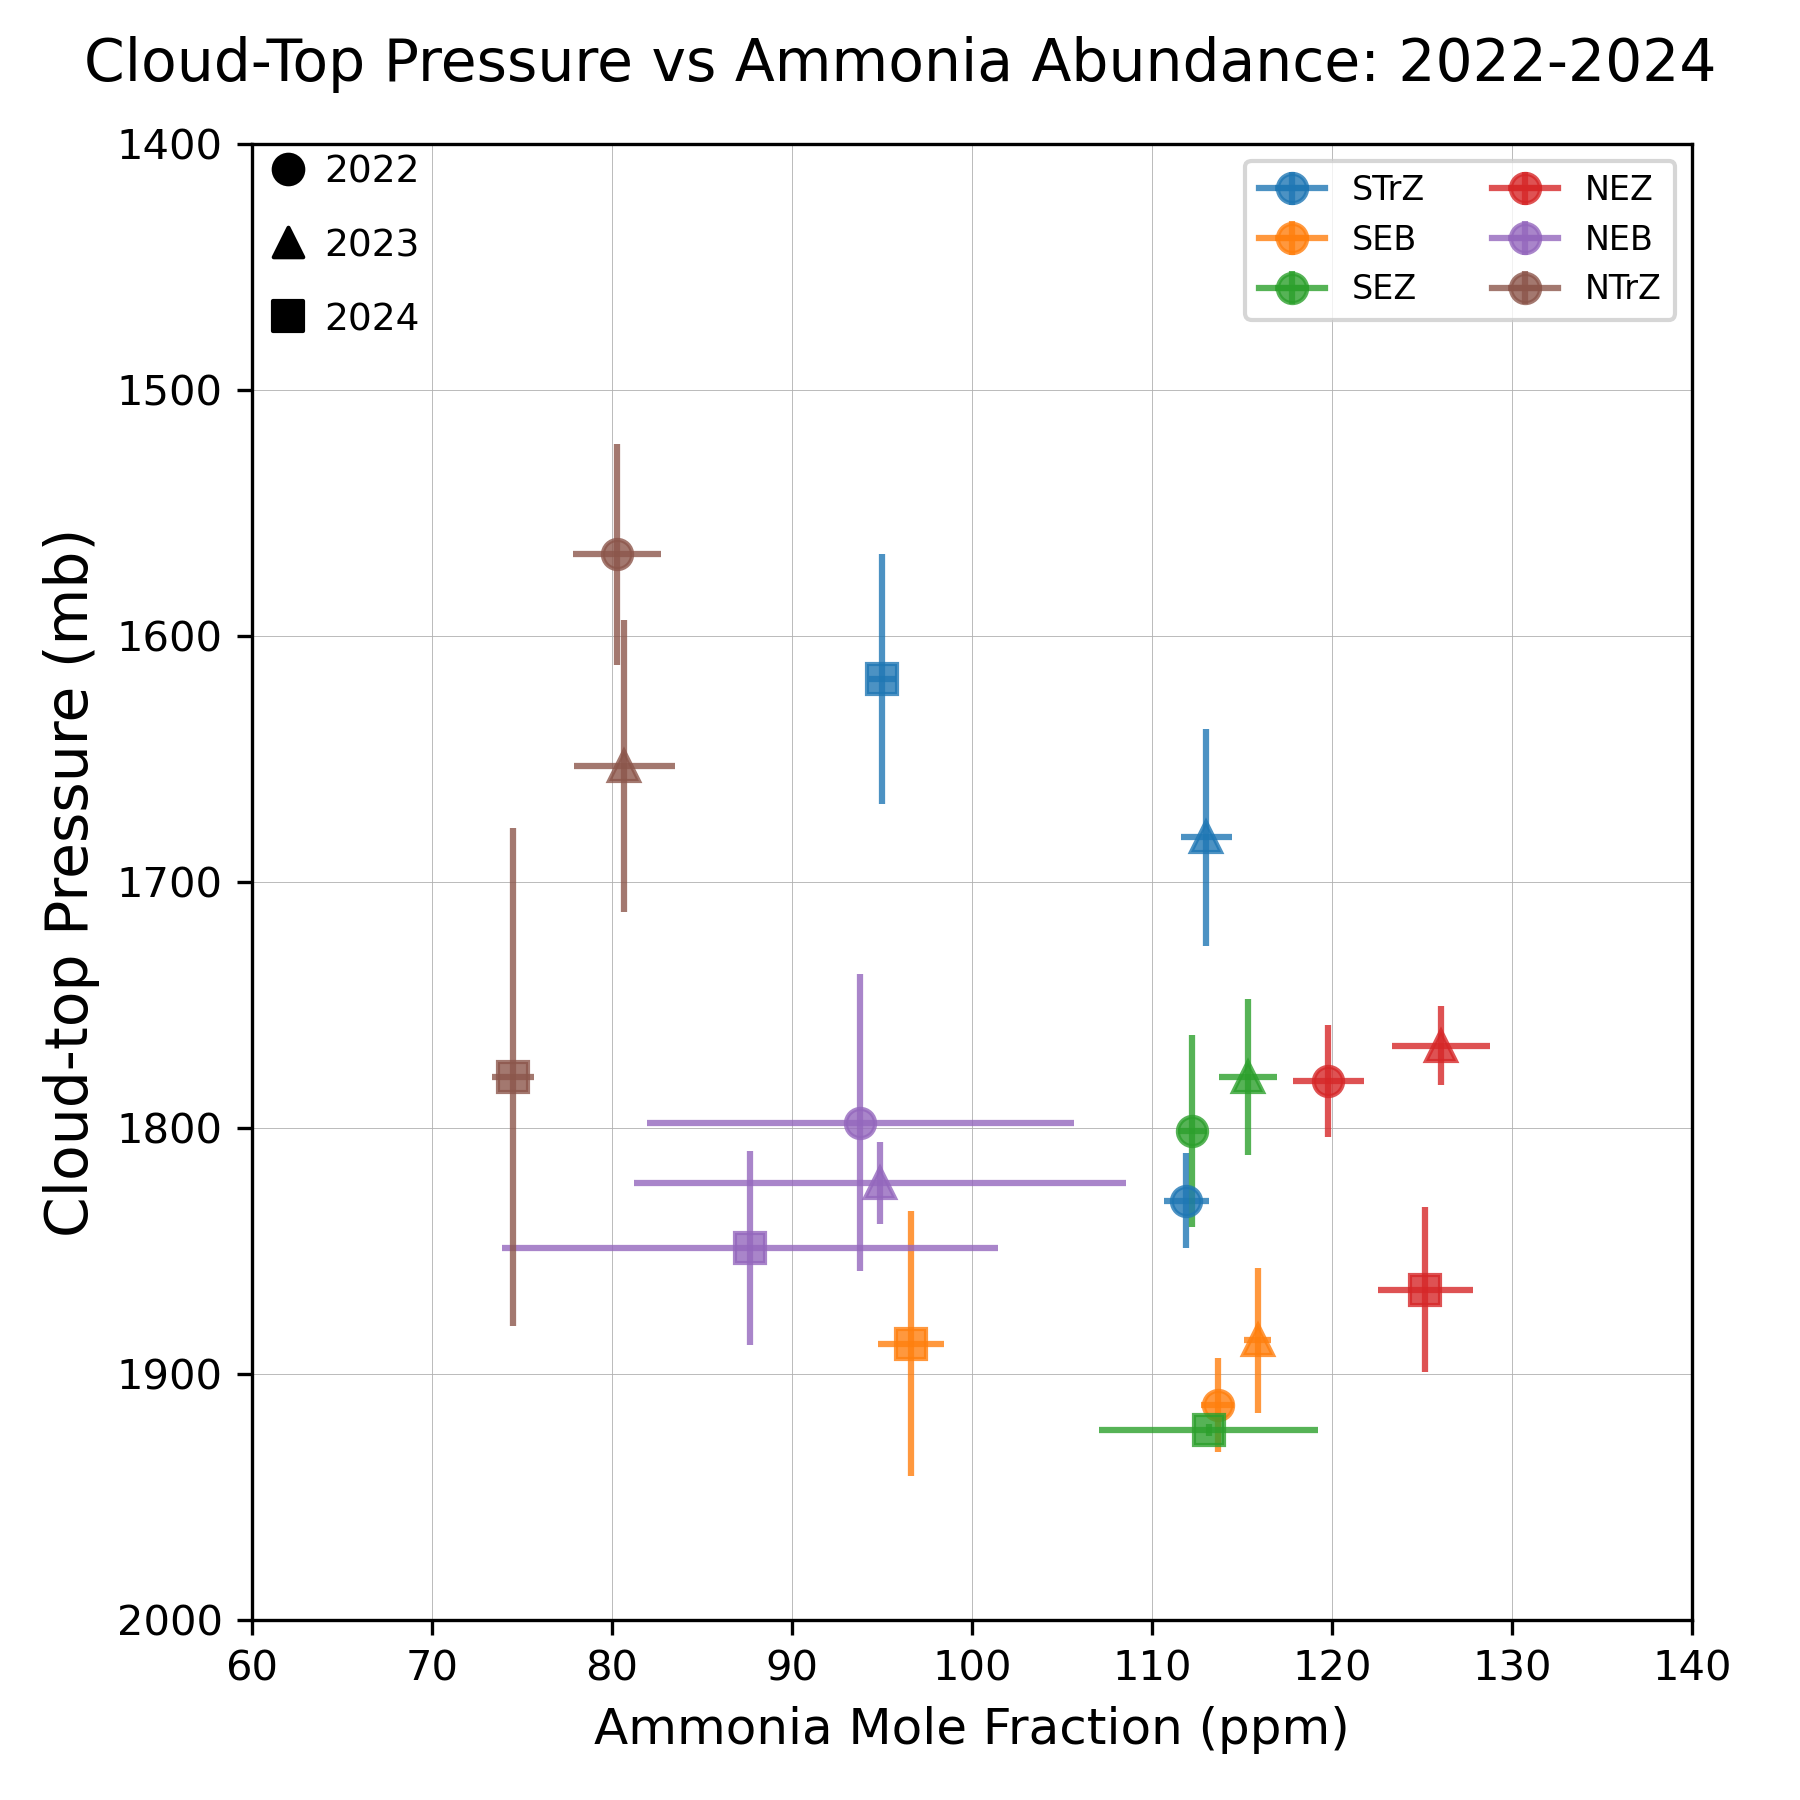 Cloud-Top Pressure vs Ammonia Abundance: 2022-2024
2022
2023
2024
STrZ
SEB
SEZ
NEZ
NEB
NTrZ
Cloud-top Pressure (mb)
1400
1500
1600
1700
1800
1900
2000
60 70 80 90 100 110 120 130 140
Ammonia Mole Fraction (ppm)